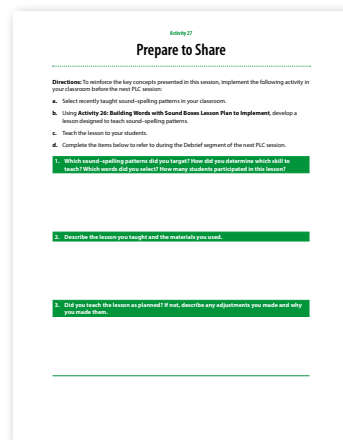 Activity 27
Prepare to Share
Directions: To reinforce the key concepts presented in this session, implement the following activity in
your classroom before the next PLC session:
a. Select recently taught sound–spelling patterns in your classroom.
b. Using Activity 26: Building Words with Sound Boxes Lesson Plan to Implement, develop a
lesson designed to teach sound–spelling patterns.
c. Teach the lesson to your students.
d. Complete the items below to refer to during the Debrief segment of the next PLC session.
1. Which sound–spelling patterns did you target? How did you determine which skill to
teach? Which words did you select? How many students participated in this lesson?
2. Describe the lesson you taught and the materials you used.
3. Did you teach the lesson as planned? If not, describe any adjustments you made and why
you made them.